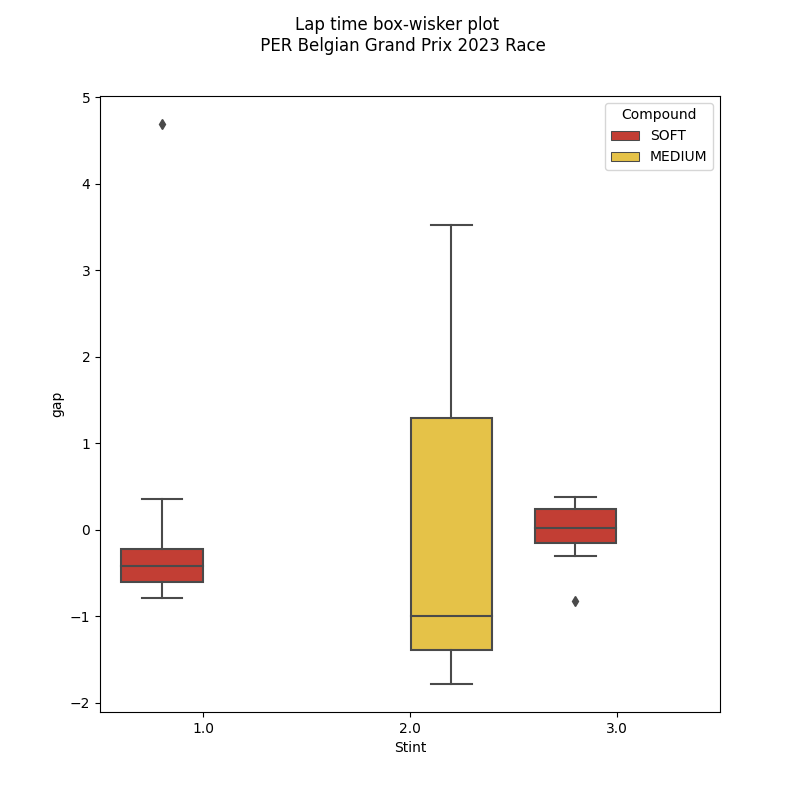 Lap time box-wisker plot
PER Belgian Grand Prix 2023 Race
5
4
3
2
1
0
−1
−2
gap
Compound
SOFT
MEDIUM
1.0
2.0
3.0
Stint